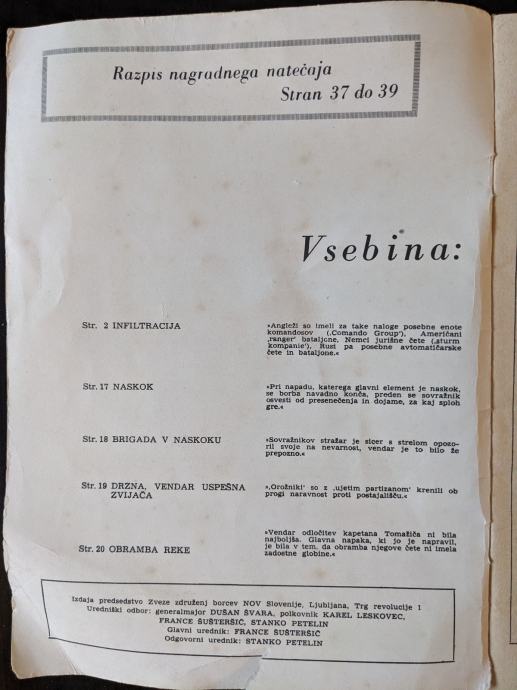 Razpis nagradnega natečaja
Stran 37 do 39
Vsebina:
Str. 2 INFILTRACIJA
»Angleži so imeli za take naloge posebne enote
komandosov (‚Comando Group'), Američani
‚ranger' bataljone, Nemci jurišne čete (‚sturm
kompanie'), Rusi pa posebne avtomatičarske
čete in bataljone.«
Str. 17 NASKOK
»Pri napadu, katerega glavni element je naskok,
se borba navadno konča, preden se sovražnik
osvesti od presenečenja in dojame, za kaj sploh
gre.«
Str. 18 BRIGADA V NASKOKU
»Sovražnikov stražar je sicer s strelom opozo-
ril svoje na nevarnost, vendar je to bilo že
prepozno.«
Str. 19 DRZNA, VENDAR USPEŠNA
ZVIJAČA
»‚Orožniki' so z ‚ujetim partizanom' krenili ob
progi naravnost proti postajališču.«
Str. 20 OBRAMBA REKE
»Vendar odločitev kapetana Tomažiča ni bila
najboljša. Glavna napaka, ki jo je napravil,
je bila v tem, da obramba njegove čete ni imela
zadostne globine.«
Izdaja predsedstvo Zveze združenj borcev NOV Slovenije, Ljubljana, Trg revolucije 1
Uredniški odbor: generalmajor DUŠAN ŠVARA, polkovnik KAREL LESKOVEC,
FRANCE ŠUŠTERŠIČ, STANKO PETELIN
Glavni urednik: FRANCE ŠUŠTERŠIČ
Odgovorni urednik: STANKO PETELIN